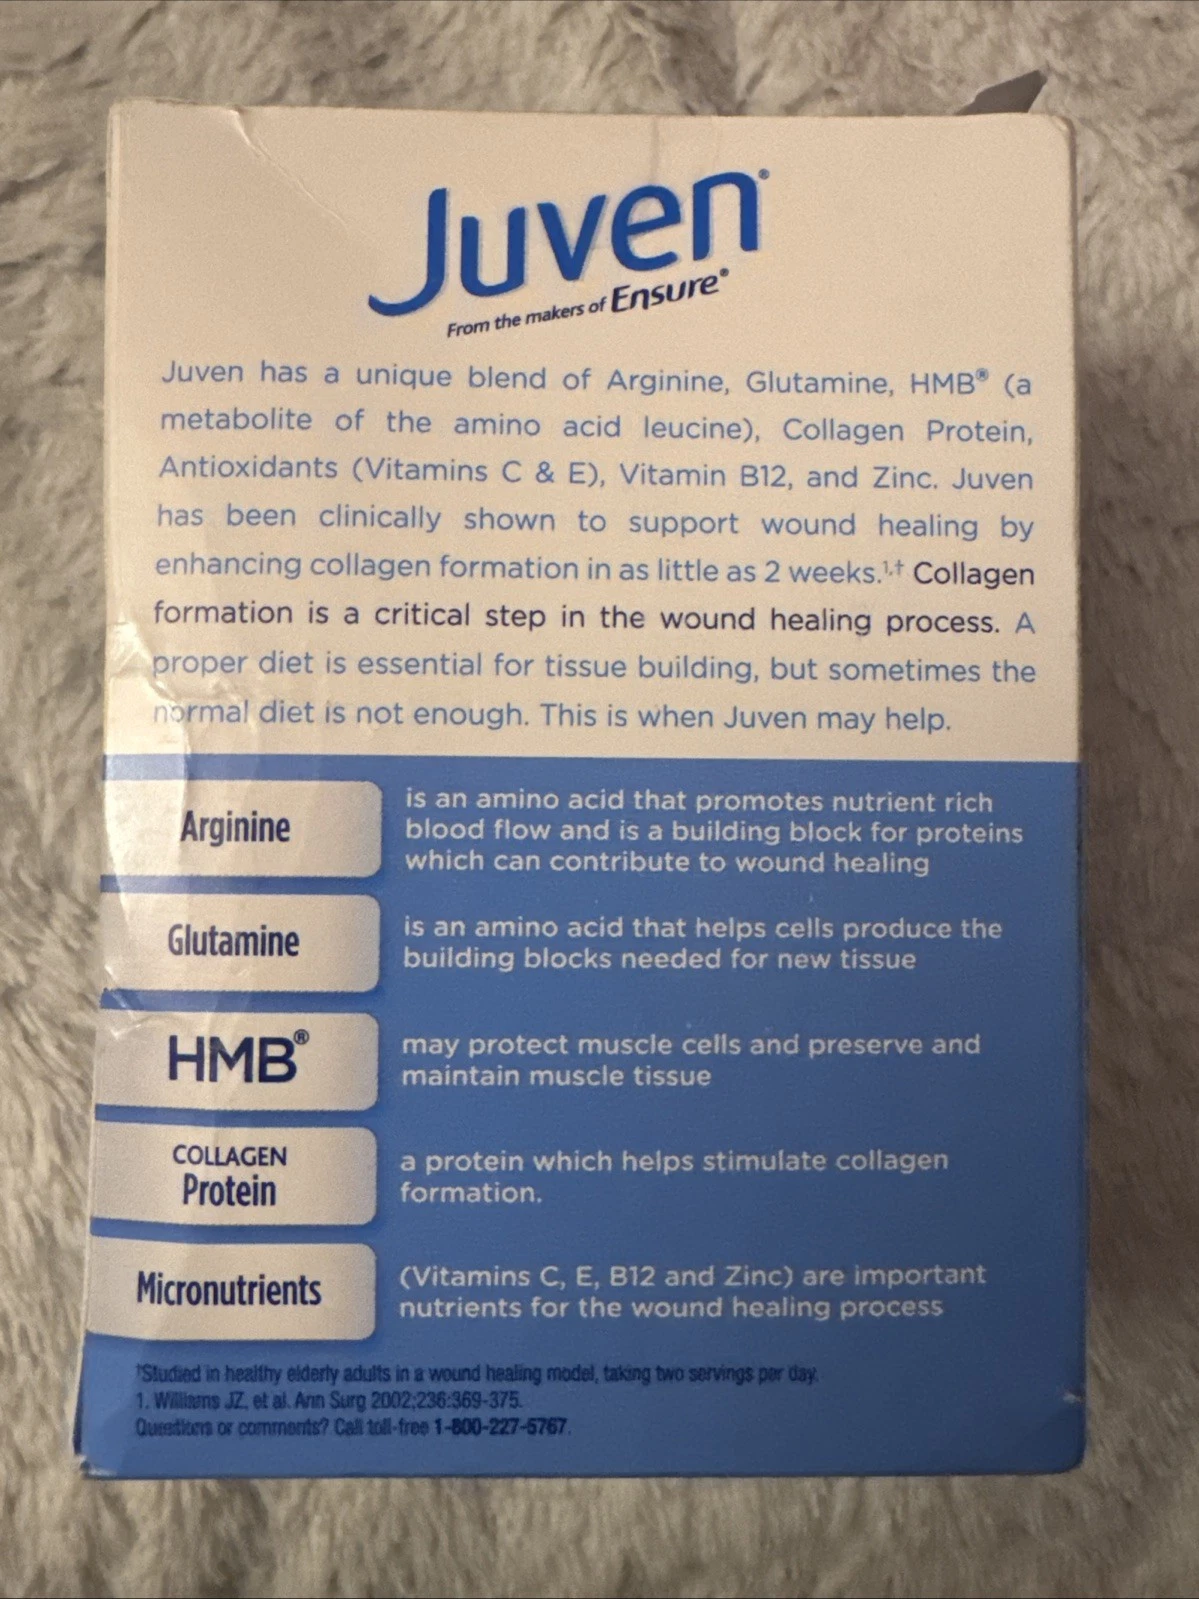 Juven®
From the makers of Ensure®
Juven has a unique blend of Arginine, Glutamine, HMB® (a
metabolite of the amino acid leucine), Collagen Protein,
Antioxidants (Vitamins C & E), Vitamin B12, and Zinc. Juven
has been clinically shown to support wound healing by
enhancing collagen formation in as little as 2 weeks.¹,† Collagen
formation is a critical step in the wound healing process. A
proper diet is essential for tissue building, but sometimes the
normal diet is not enough. This is when Juven may help.
Arginine
is an amino acid that promotes nutrient rich
blood flow and is a building block for proteins
which can contribute to wound healing
Glutamine
is an amino acid that helps cells produce the
building blocks needed for new tissue
HMB®
may protect muscle cells and preserve and
maintain muscle tissue
COLLAGEN
Protein
a protein which helps stimulate collagen
formation.
Micronutrients
(Vitamins C, E, B12 and Zinc) are important
nutrients for the wound healing process
†Studied in healthy elderly adults in a wound healing model, taking two servings per day.
1. Williams JZ, et al. Ann Surg 2002;236:369-375.
Questions or comments? Call toll-free 1-800-227-5767.